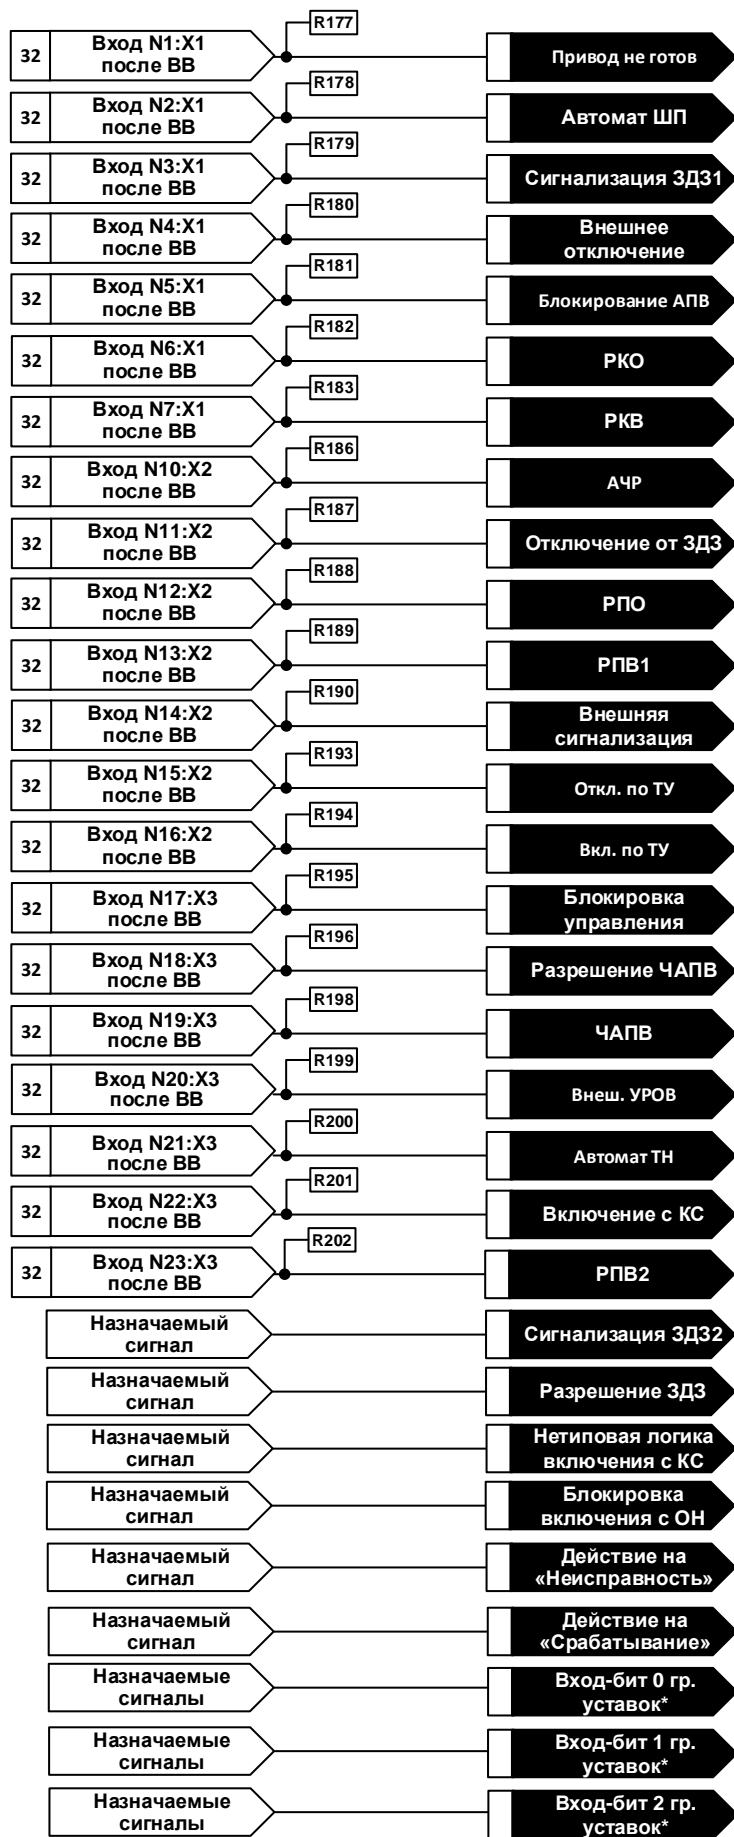 R177
32 Вход N1:X1 Привод не готов
после ВВ
R178
32 Вход N2:X1 Автомат ШП
после ВВ
R179
32 Вход N3:X1 Сигнализация ЗДЗ1
после ВВ
R180
32 Вход N4:X1 Внешнее
после ВВ отключение
R181
32 Вход N5:X1 Блокирование АПВ
после ВВ
R182
32 Вход N6:X1 РКО
после ВВ
R183
32 Вход N7:X1 РКВ
после ВВ
R186
32 Вход N10:X2 АЧР
после ВВ
R187
32 Вход N11:X2 Отключение от ЗДЗ
после ВВ
R188
32 Вход N12:X2 РПО
после ВВ
R189
32 Вход N13:X2 РПВ1
после ВВ
R190
32 Вход N14:X2 Внешняя
после ВВ сигнализация
R193
32 Вход N15:X2 Откл. по ТУ
после ВВ
R194
32 Вход N16:X2 Вкл. по ТУ
после ВВ
R195
32 Вход N17:X3 Блокировка
после ВВ управления
R196
32 Вход N18:X3 Разрешение ЧАПВ
после ВВ
R198
32 Вход N19:X3 ЧАПВ
после ВВ
R199
32 Вход N20:X3 Внеш. УРОВ
после ВВ
R200
32 Вход N21:X3 Автомат ТН
после ВВ
R201
32 Вход N22:X3 Включение с КС
после ВВ
R202
32 Вход N23:X3 РПВ2
после ВВ
Назначаемый Сигнализация ЗДЗ2
сигнал
Назначаемый Разрешение ЗДЗ
сигнал
Назначаемый Нетиповая логика
сигнал включения с КС
Назначаемый Блокировка
сигнал включения с ОН
Назначаемый Действие на
сигнал «Неисправность»
Назначаемый Действие на
сигнал «Срабатывание»
Назначаемые Вход-бит 0 гр.
сигналы уставок*
Назначаемые Вход-бит 1 гр.
сигналы уставок*
Назначаемые Вход-бит 2 гр.
сигналы уставок*